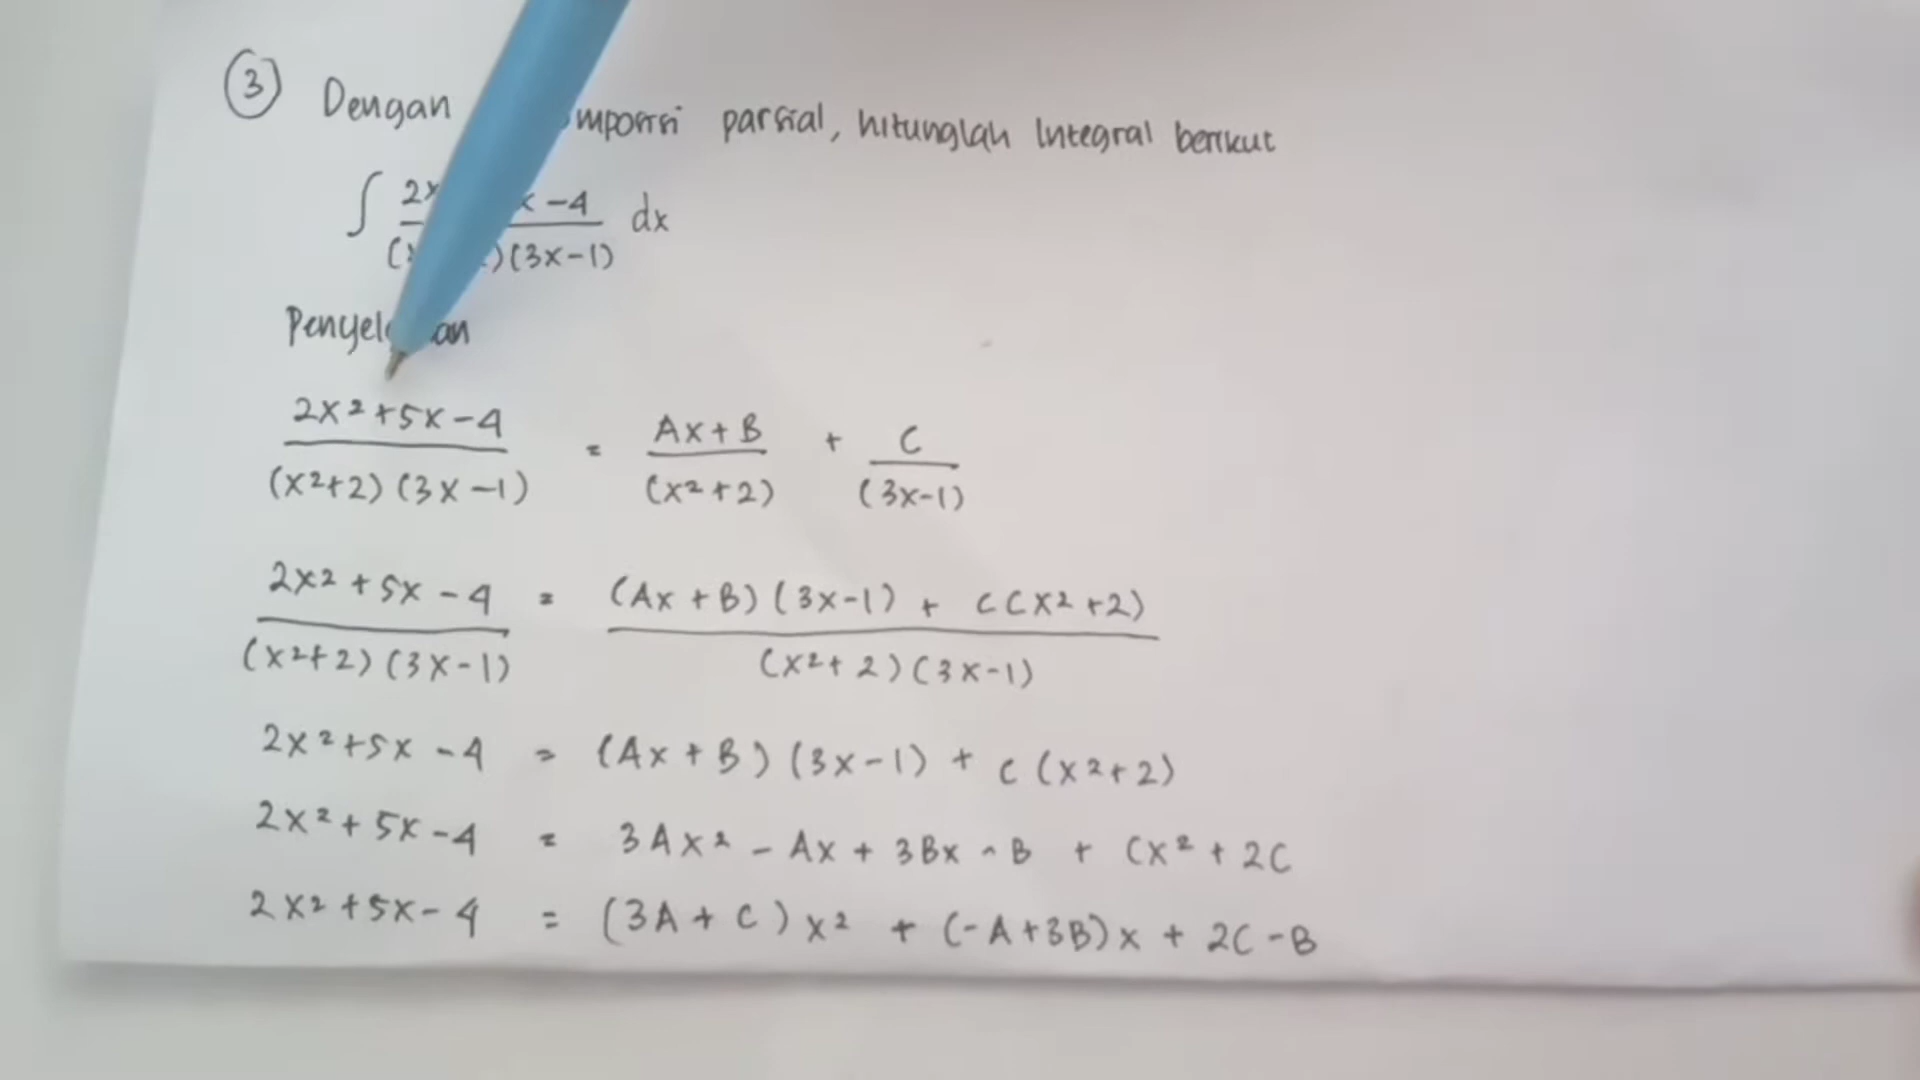 ③ Dengan mposisi parsial, hitunglah Integral berikut
∫ 2x x -4 dx
( )(3x-1)
Penyel an
2x²+5x-4 = Ax+B + C
(x²+2)(3x-1) (x²+2) (3x-1)
2x²+5x-4 = (Ax+B)(3x-1) + C(x²+2)
(x²+2)(3x-1) (x²+2)(3x-1)
2x²+5x-4 = (Ax+B)(3x-1) + C(x²+2)
2x²+5x-4 = 3Ax² - Ax + 3Bx - B + Cx² + 2C
2x²+5x-4 = (3A+C)x² + (-A+3B)x + 2C-B